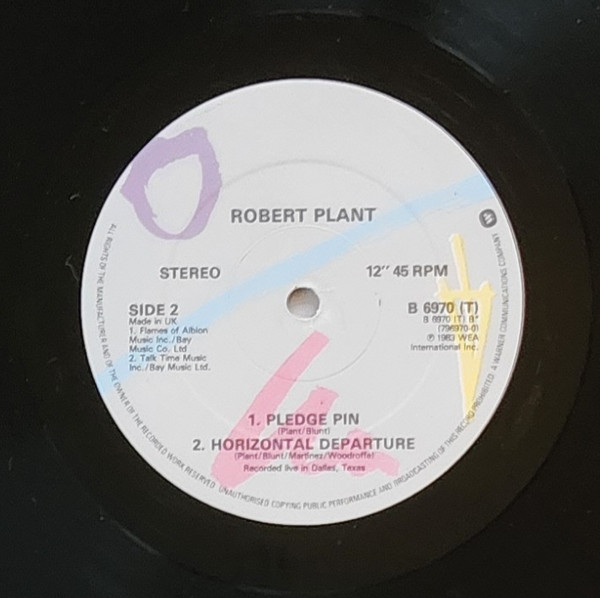 ROBERT PLANT
STEREO
12" 45 RPM
SIDE 2
Made in UK
1. Flames of Albion
Music Inc./Bay
Music Co. Ltd
2. Talk Time Music
Inc./Bay Music Ltd.
B 6970 (T)
B 6970 (T) B"
(796970-0)
℗ 1983 WEA
International Inc.
1. PLEDGE PIN
(Plant/Blunt)
2. HORIZONTAL DEPARTURE
(Plant/Blunt/Martinez/Woodroffe)
Recorded live in Dallas, Texas
ALL RIGHTS OF THE MANUFACTURER AND OF THE OWNER OF THE RECORDED WORK RESERVED. UNAUTHORISED COPYING PUBLIC PERFORMANCE AND BROADCASTING OF THIS RECORD PROHIBITED. A WARNER COMMUNICATIONS COMPANY